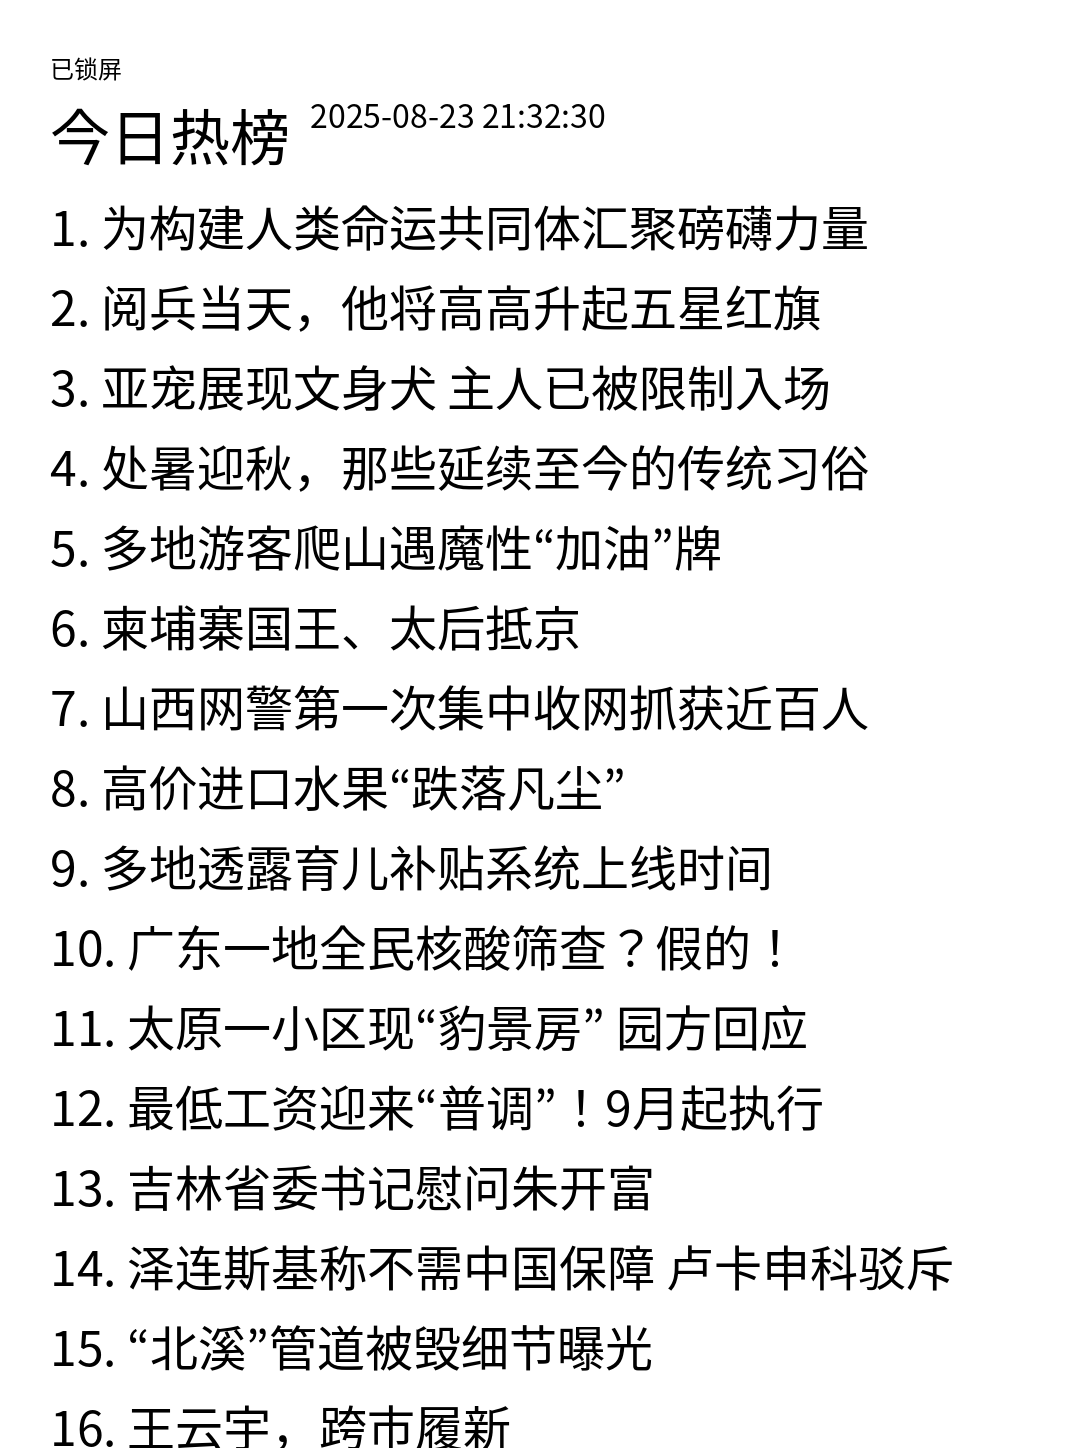 已锁屏
今日热榜 2025-08-23 21:32:30
1. 为构建人类命运共同体汇聚磅礴力量
2. 阅兵当天，他将高高升起五星红旗
3. 亚宠展现文身犬 主人已被限制入场
4. 处暑迎秋，那些延续至今的传统习俗
5. 多地游客爬山遇魔性“加油”牌
6. 柬埔寨国王、太后抵京
7. 山西网警第一次集中收网抓获近百人
8. 高价进口水果“跌落凡尘”
9. 多地透露育儿补贴系统上线时间
10. 广东一地全民核酸筛查？假的！
11. 太原一小区现“豹景房” 园方回应
12. 最低工资迎来“普调”！9月起执行
13. 吉林省委书记慰问朱开富
14. 泽连斯基称不需中国保障 卢卡申科驳斥
15. “北溪”管道被毁细节曝光
16. 王云宇，跨市履新